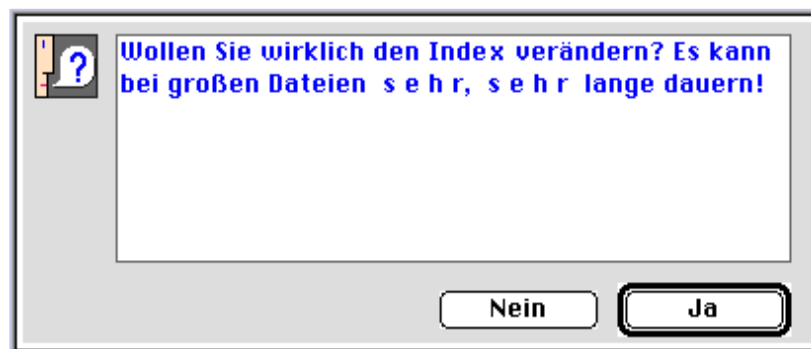 Wollen Sie wirklich den Index verändern? Es kann
bei großen Dateien s e h r, s e h r lange dauern!
Nein
Ja